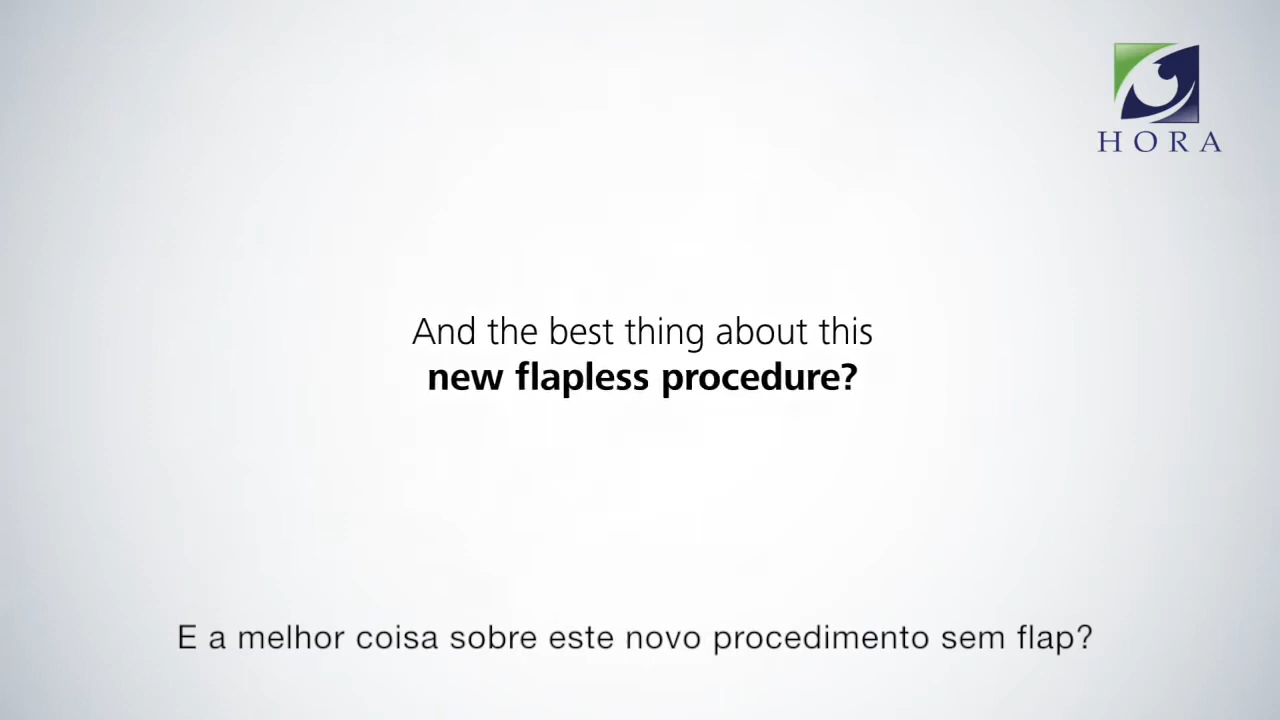 HORA
And the best thing about this
new flapless procedure?
E a melhor coisa sobre este novo procedimento sem flap?